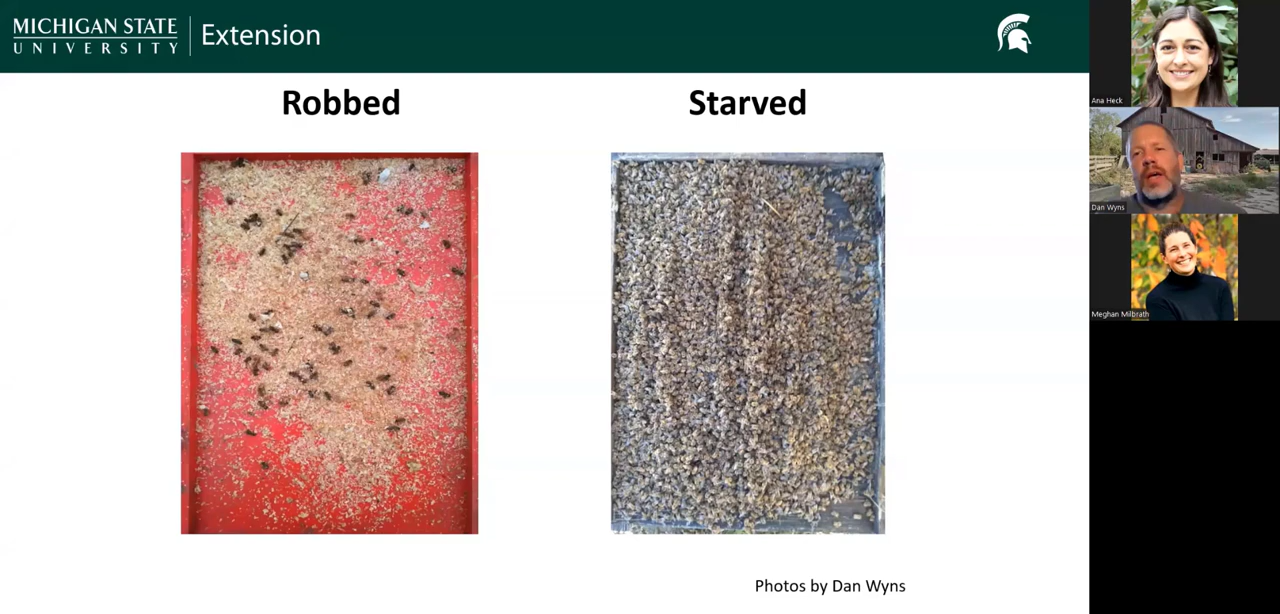 MICHIGAN STATE
UNIVERSITY
Extension
Robbed
Starved
Photos by Dan Wyns
Ana Heck
Dan Wyns
Meghan Milbrath